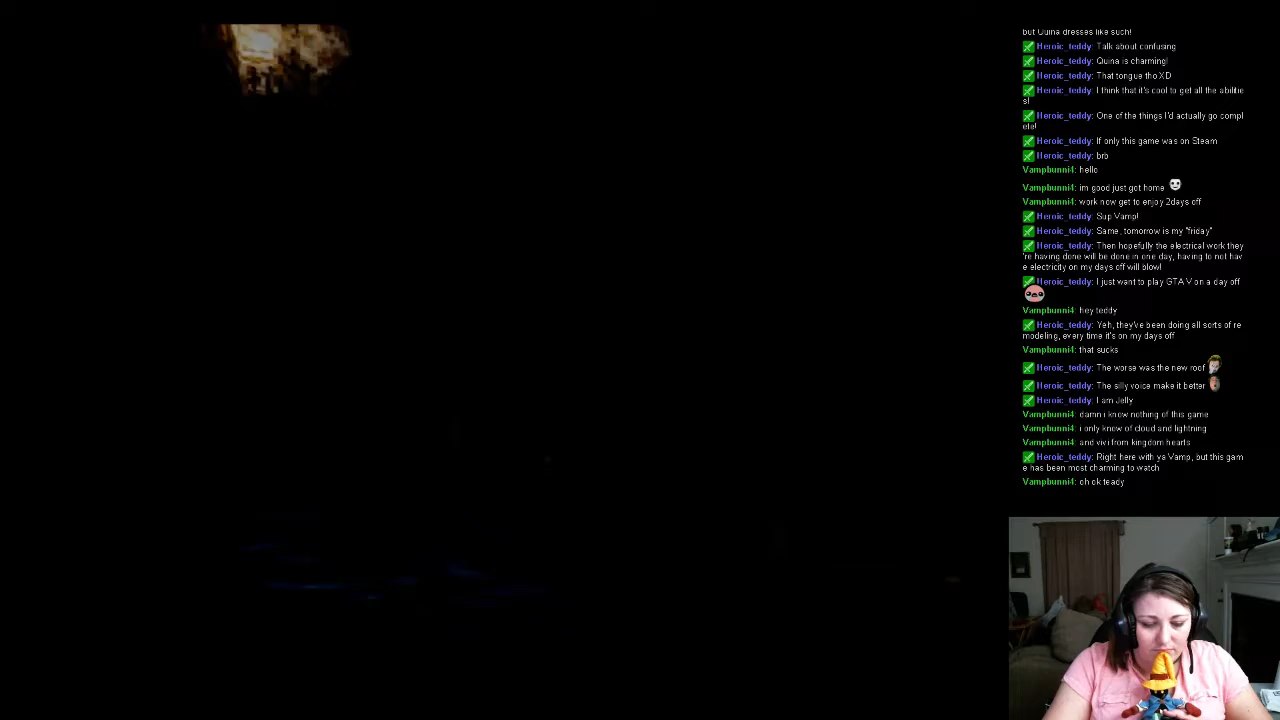 but Quina dresses like such!
Heroic_teddy: Talk about confusing
Heroic_teddy: Quina is charming!
Heroic_teddy: That tongue tho XD
Heroic_teddy: I think that it's cool to get all the abilitie
s!
Heroic_teddy: One of the things I'd actually go compl
ete!
Heroic_teddy: If only this game was on Steam
Heroic_teddy: brb
Vampbunni4: hello
Vampbunni4: im good just got home
Vampbunni4: work now get to enjoy 2days off
Heroic_teddy: Sup Vamp!
Heroic_teddy: Same, tomorrow is my "friday"
Heroic_teddy: Then hopefully the electrical work they
're having done will be done in one day, having to not hav
e electricity on my days off will blow!
Heroic_teddy: I just want to play GTA V on a day off
Vampbunni4: hey teddy
Heroic_teddy: Yeh, they've been doing all sorts of re
modeling, every time it's on my days off
Vampbunni4: that sucks
Heroic_teddy: The worse was the new roof
Heroic_teddy: The silly voice make it better
Heroic_teddy: I am Jelly
Vampbunni4: damn i know nothing of this game
Vampbunni4: i only know of cloud and lightning
Vampbunni4: and vivi from kingdom hearts
Heroic_teddy: Right here with ya Vamp, but this gam
e has been most charming to watch
Vampbunni4: oh ok teady